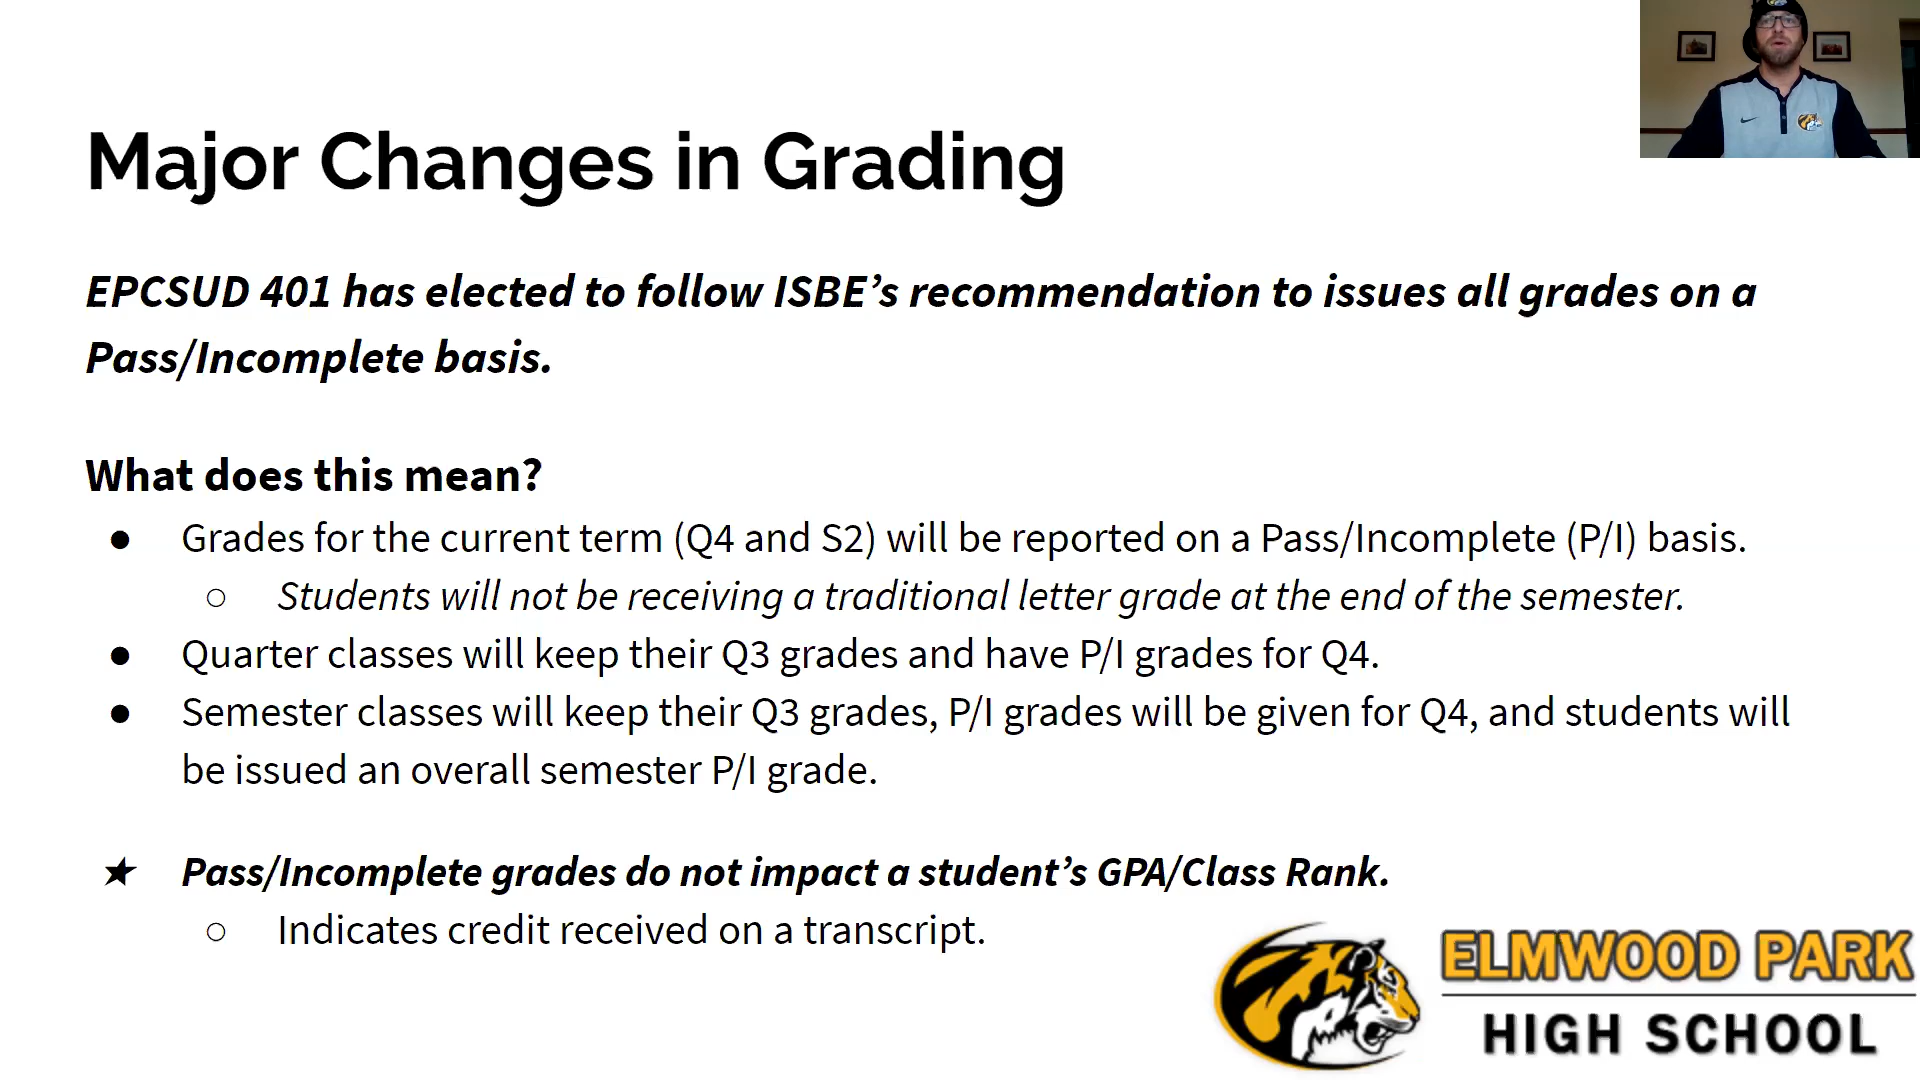 Major Changes in Grading
EPCSUD 401 has elected to follow ISBE’s recommendation to issues all grades on a
Pass/Incomplete basis.
What does this mean?
● Grades for the current term (Q4 and S2) will be reported on a Pass/Incomplete (P/I) basis.
○ Students will not be receiving a traditional letter grade at the end of the semester.
● Quarter classes will keep their Q3 grades and have P/I grades for Q4.
● Semester classes will keep their Q3 grades, P/I grades will be given for Q4, and students will
be issued an overall semester P/I grade.
★ Pass/Incomplete grades do not impact a student’s GPA/Class Rank.
○ Indicates credit received on a transcript.
ELMWOOD PARK
HIGH SCHOOL